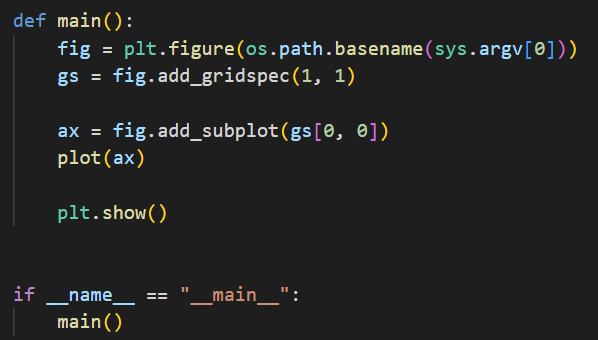 def main():
    fig = plt.figure(os.path.basename(sys.argv[0]))
    gs = fig.add_gridspec(1, 1)
    ax = fig.add_subplot(gs[0, 0])
    plot(ax)
    plt.show()
if __name__ == "__main__":
    main()